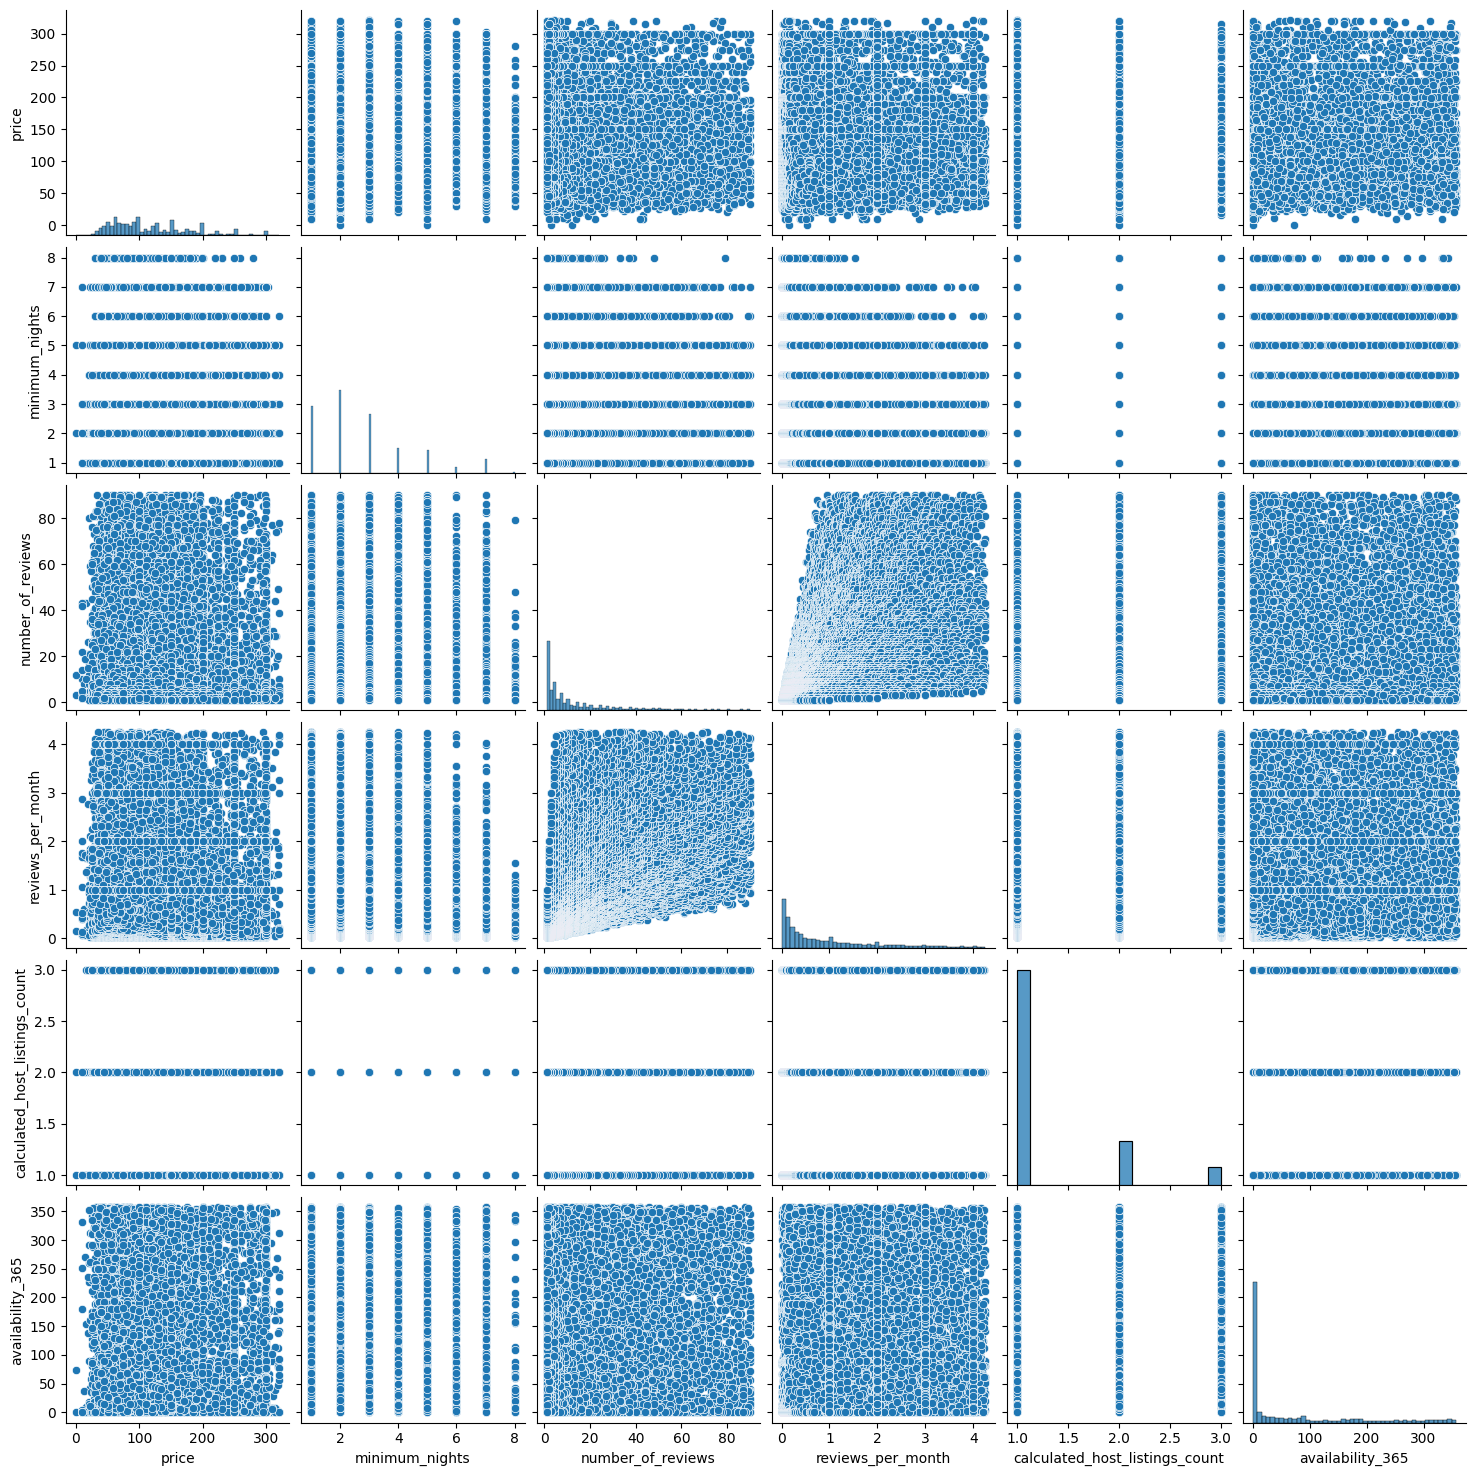 price
300
250
200
150
100
50
0
minimum_nights
8
7
6
5
4
3
2
1
number_of_reviews
80
60
40
20
0
reviews_per_month
4
3
2
1
0
calculated_host_listings_count
3.0
2.5
2.0
1.5
1.0
availability_365
350
300
250
200
150
100
50
0
0 100 200 300
2 4 6 8
0 20 40 60 80
0 1 2 3 4
1.0 1.5 2.0 2.5 3.0
0 100 200 300
price
minimum_nights
number_of_reviews
reviews_per_month
calculated_host_listings_count
availability_365